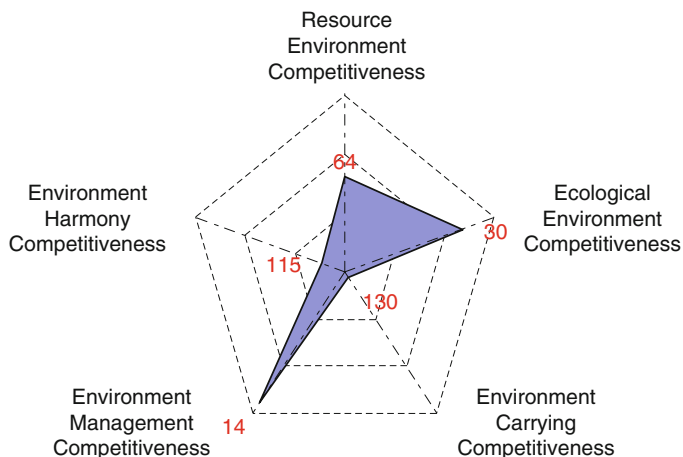 Resource
Environment
Competitiveness
64
Environment
Harmony
Competitiveness
115
Ecological
Environment
Competitiveness
30
130
Environment
Management
Competitiveness
14
Environment
Carrying
Competitiveness